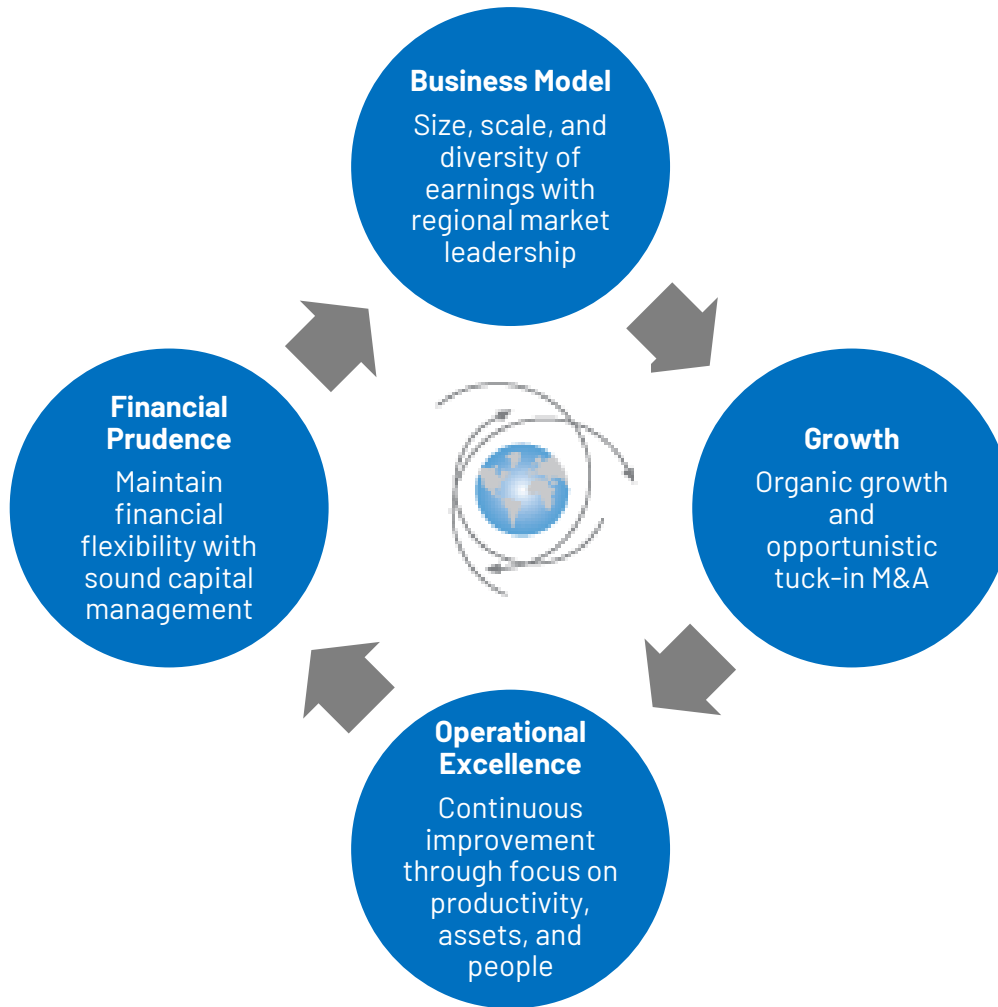 Business Model
Size, scale, and
diversity of
earnings with
regional market
leadership
Growth
Organic growth
and
opportunistic
tuck-in M&A
Operational
Excellence
Continuous
improvement
through focus on
productivity,
assets, and
people
Financial
Prudence
Maintain
financial
flexibility with
sound capital
management